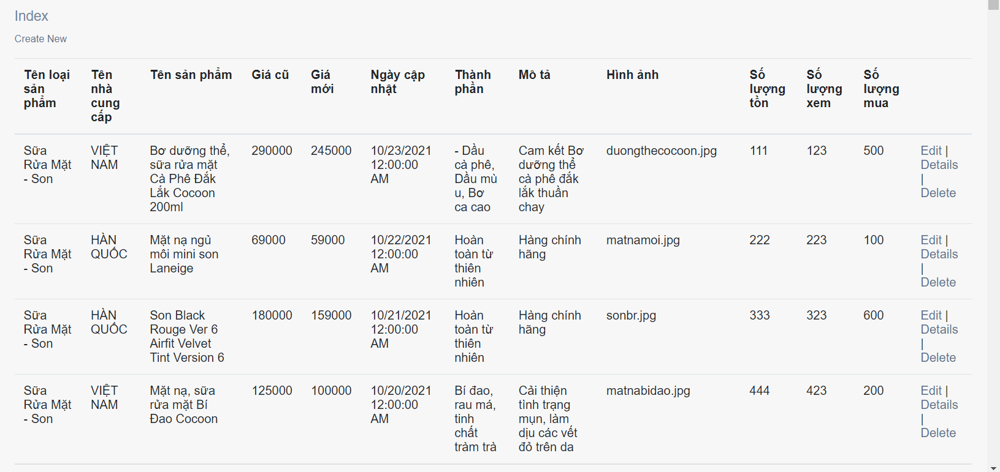 Index
Create New
Tên loại sản phẩm Tên nhà cung cấp Tên sản phẩm Giá cũ Giá mới Ngày cập nhật Thành phần Mô tả Hình ảnh Số lượng tồn Số lượng xem Số lượng mua
Sữa Rửa Mặt - Son VIỆT NAM Bơ dưỡng thể, sữa rửa mặt Cà Phê Đắk Lắk Cocoon 200ml 290000 245000 10/23/2021 12:00:00 AM - Dầu cà phê, Dầu mù u, Bơ ca cao Cam kết Bơ dưỡng thể cà phê đắk lắk thuần chay duongthecocoon.jpg 111 123 500 Edit | Details | Delete
Sữa Rửa Mặt - Son HÀN QUỐC Mặt nạ ngủ môi mini son Laneige 69000 59000 10/22/2021 12:00:00 AM Hoàn toàn từ thiên nhiên Hàng chính hãng matnamoi.jpg 222 223 100 Edit | Details | Delete
Sữa Rửa Mặt - Son HÀN QUỐC Son Black Rouge Ver 6 Airfit Velvet Tint Version 6 180000 159000 10/21/2021 12:00:00 AM Hoàn toàn từ thiên nhiên Hàng chính hãng sonbr.jpg 333 323 600 Edit | Details | Delete
Sữa Rửa Mặt - Son VIỆT NAM Mặt nạ, sữa rửa mặt Bí Đao Cocoon 125000 100000 10/20/2021 12:00:00 AM Bí đao, rau má, tinh chất tràm trà Cải thiện tình trạng mụn, làm dịu các vết đỏ trên da matnabidao.jpg 444 423 200 Edit | Details | Delete